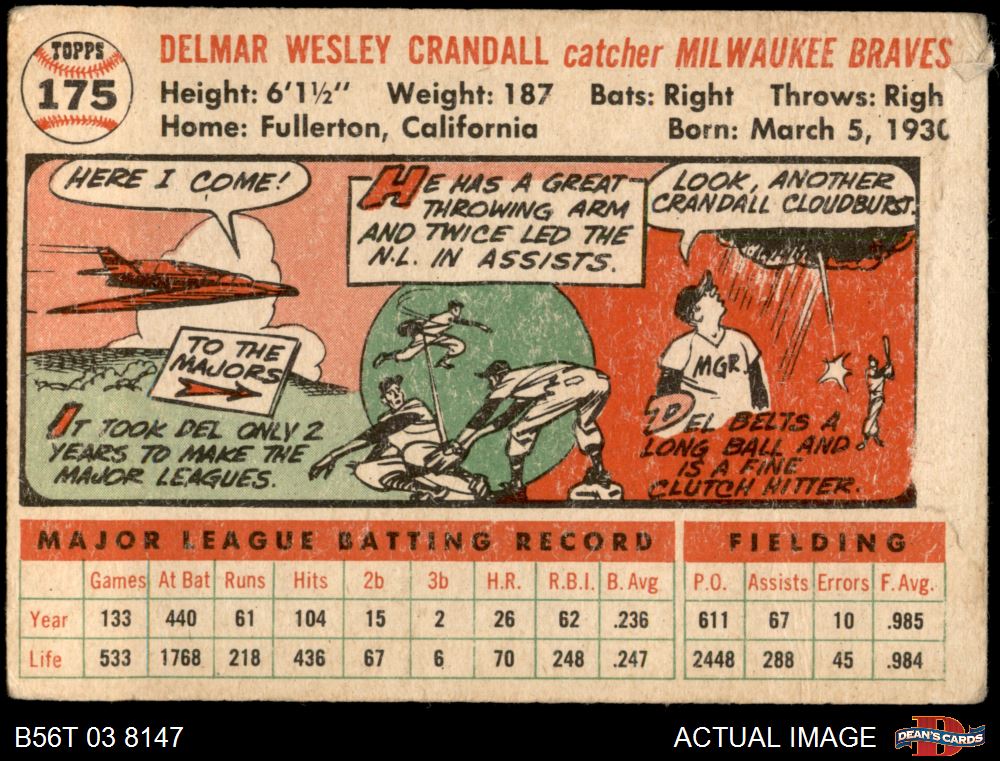 TOPPS
175
DELMAR WESLEY CRANDALL catcher MILWAUKEE BRAVES
Height: 6'1½" Weight: 187 Bats: Right Throws: Righ
Home: Fullerton, California Born: March 5, 1930
HERE I COME!
TO THE
MAJORS
IT TOOK DEL ONLY 2
YEARS TO MAKE THE
MAJOR LEAGUES.
HE HAS A GREAT
THROWING ARM
AND TWICE LED THE
N.L. IN ASSISTS.
LOOK, ANOTHER
CRANDALL CLOUDBURST.
MGR.
DEL BELTS A
LONG BALL AND
IS A FINE
CLUTCH HITTER.
MAJOR LEAGUE BATTING RECORD FIELDING
Games At Bat Runs Hits 2b 3b H.R. R.B.I. B. Avg P.O. Assists Errors F. Avg.
Year 133 440 61 104 15 2 26 62 .236 611 67 10 .985
Life 533 1768 218 436 67 6 70 248 .247 2448 288 45 .984
B56T 03 8147 ACTUAL IMAGE DEAN'S CARDS